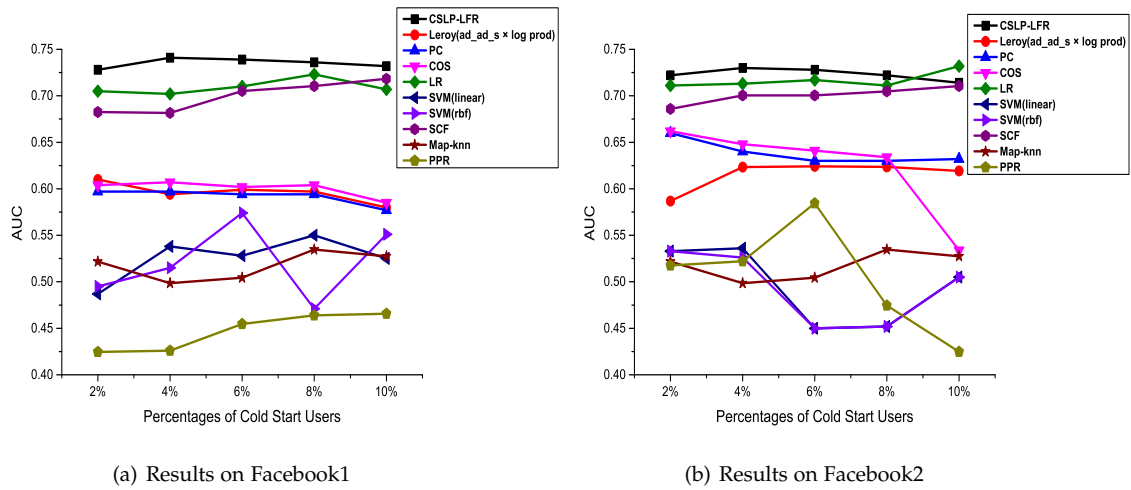 CSLP-LFR
Leroy(ad_ad_s × log prod)
PC
COS
LR
SVM(linear)
SVM(rbf)
SCF
Map-knn
PPR
0.75
0.70
0.65
0.60
0.55
0.50
0.45
0.40
AUC
2% 4% 6% 8% 10%
Percentages of Cold Start Users
(a) Results on Facebook1
CSLP-LFR
Leroy(ad_ad_s × log prod)
PC
COS
LR
SVM(linear)
SVM(rbf)
SCF
Map-knn
PPR
0.75
0.70
0.65
0.60
0.55
0.50
0.45
0.40
AUC
2% 4% 6% 8% 10%
Percentages of Cold Start Users
(b) Results on Facebook2